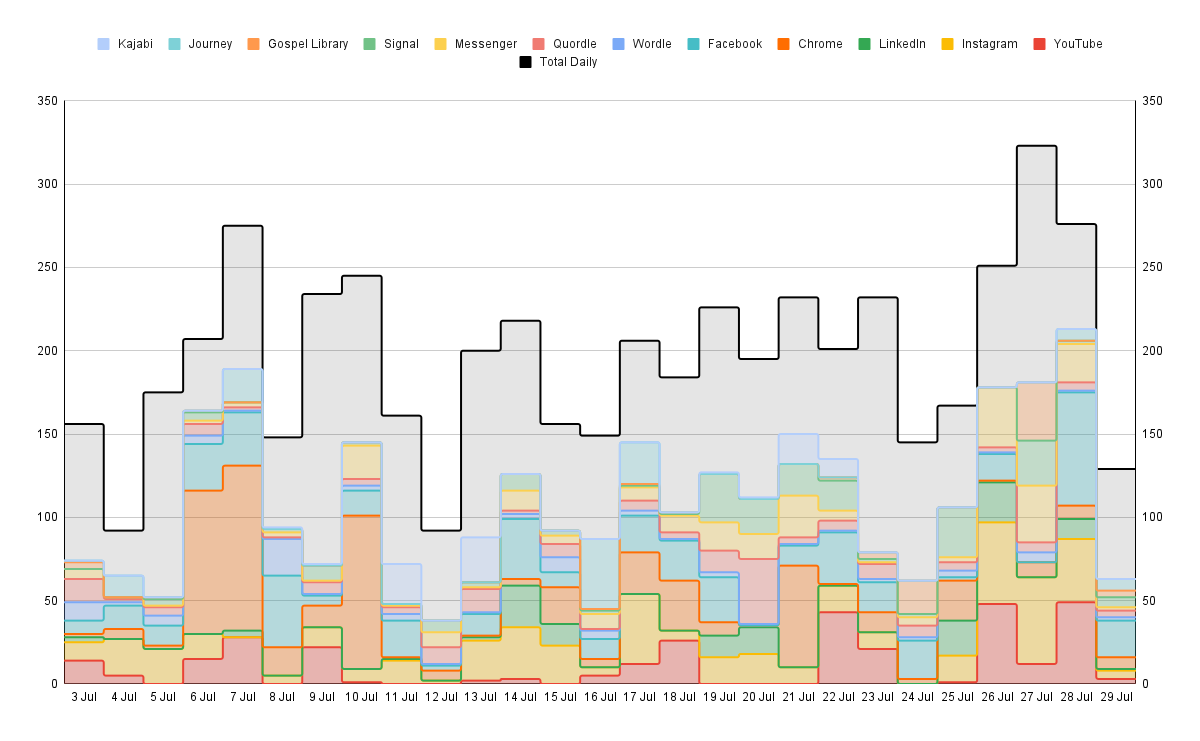 Kajabi Journey Gospel Library Signal Messenger Quordle Wordle Facebook Chrome LinkedIn Instagram YouTube
Total Daily
350 350
300 300
250 250
200 200
150 150
100 100
50 50
0 0
3 Jul 4 Jul 5 Jul 6 Jul 7 Jul 8 Jul 9 Jul 10 Jul 11 Jul 12 Jul 13 Jul 14 Jul 15 Jul 16 Jul 17 Jul 18 Jul 19 Jul 20 Jul 21 Jul 22 Jul 23 Jul 24 Jul 25 Jul 26 Jul 27 Jul 28 Jul 29 Jul